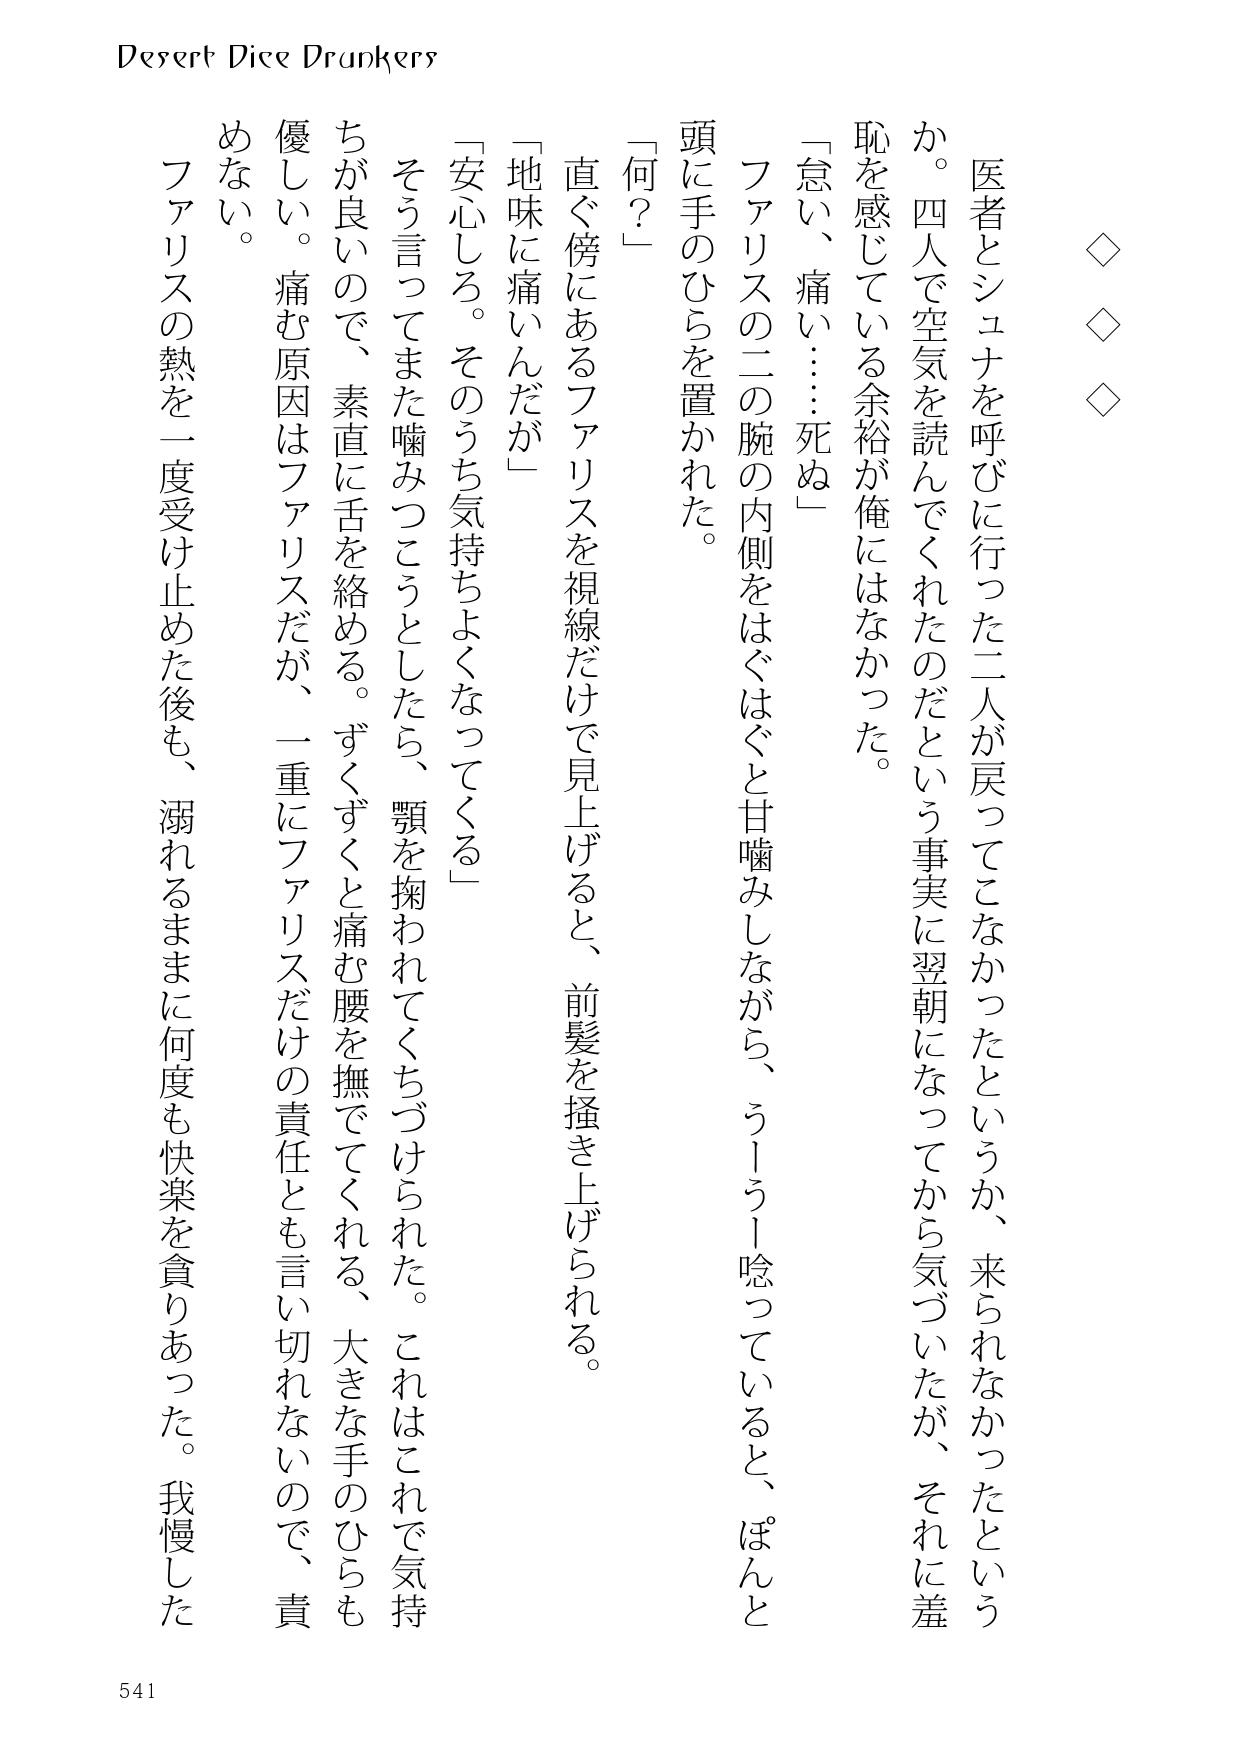 Desert Dice Drunkers
◇　◇　◇
　医者とシュナを呼びに行った二人が戻ってこなかったというか、来られなかったという
か。四人で空気を読んでくれたのだという事実に翌朝になってから気づいたが、それに羞
恥を感じている余裕が俺にはなかった。
「怠い、痛い……死ぬ」
　ファリスの二の腕の内側をはぐはぐと甘噛みしながら、うーうー唸っていると、ぽんと
頭に手のひらを置かれた。
「何？」
　直ぐ傍にあるファリスを視線だけで見上げると、前髪を掻き上げられる。
「地味に痛いんだが」
「安心しろ。そのうち気持ちよくなってくる」
　そう言ってまた噛みつこうとしたら、顎を掬われてくちづけられた。これはこれで気持
ちが良いので、素直に舌を絡める。ずくずくと痛む腰を撫でてくれる、大きな手のひらも
優しい。痛む原因はファリスだが、一重にファリスだけの責任とも言い切れないので、責
めない。
　ファリスの熱を一度受け止めた後も、溺れるままに何度も快楽を貪りあった。我慢した
541